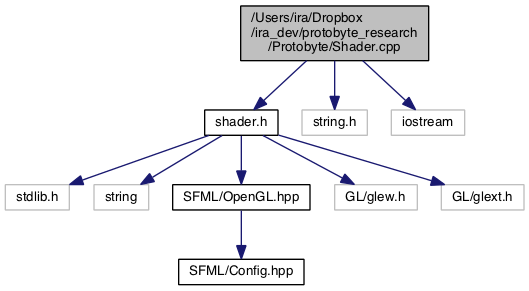 /Users/ira/Dropbox
/ira_dev/protobyte_research
/Protobyte/Shader.cpp
shader.h
string.h
iostream
stdlib.h
string
SFML/OpenGL.hpp
GL/glew.h
GL/glext.h
SFML/Config.hpp